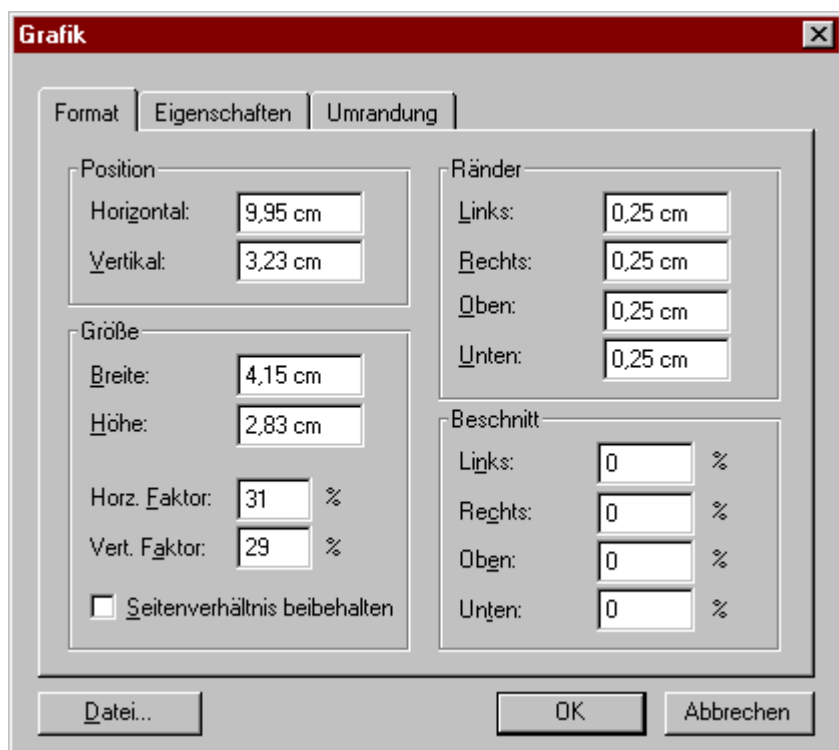 Grafik
Format Eigenschaften Umrandung
Position
Horizontal: 9,95 cm
Vertikal: 3,23 cm
Größe
Breite: 4,15 cm
Höhe: 2,83 cm
Horz. Faktor: 31 %
Vert. Faktor: 29 %
Seitenverhältnis beibehalten
Ränder
Links: 0,25 cm
Rechts: 0,25 cm
Oben: 0,25 cm
Unten: 0,25 cm
Beschnitt
Links: 0 %
Rechts: 0 %
Oben: 0 %
Unten: 0 %
Datei... OK Abbrechen